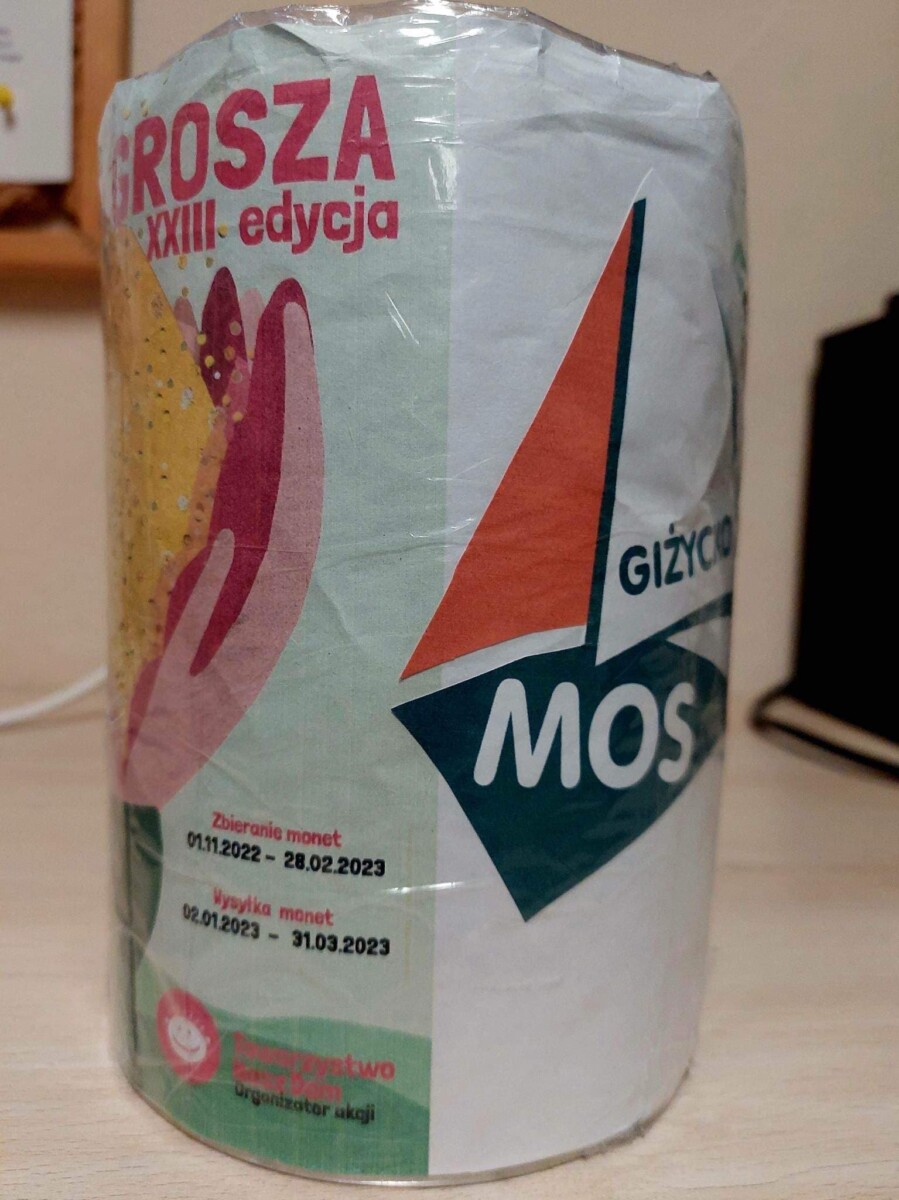 GROSZA
XXIII edycja
Zbieranie monet
01.11.2022 - 28.02.2023
Wysyłka monet
02.01.2023 - 31.03.2023
Towarzystwo
Nasz Dom
Organizator akcji
GIŻYCKO
MOS